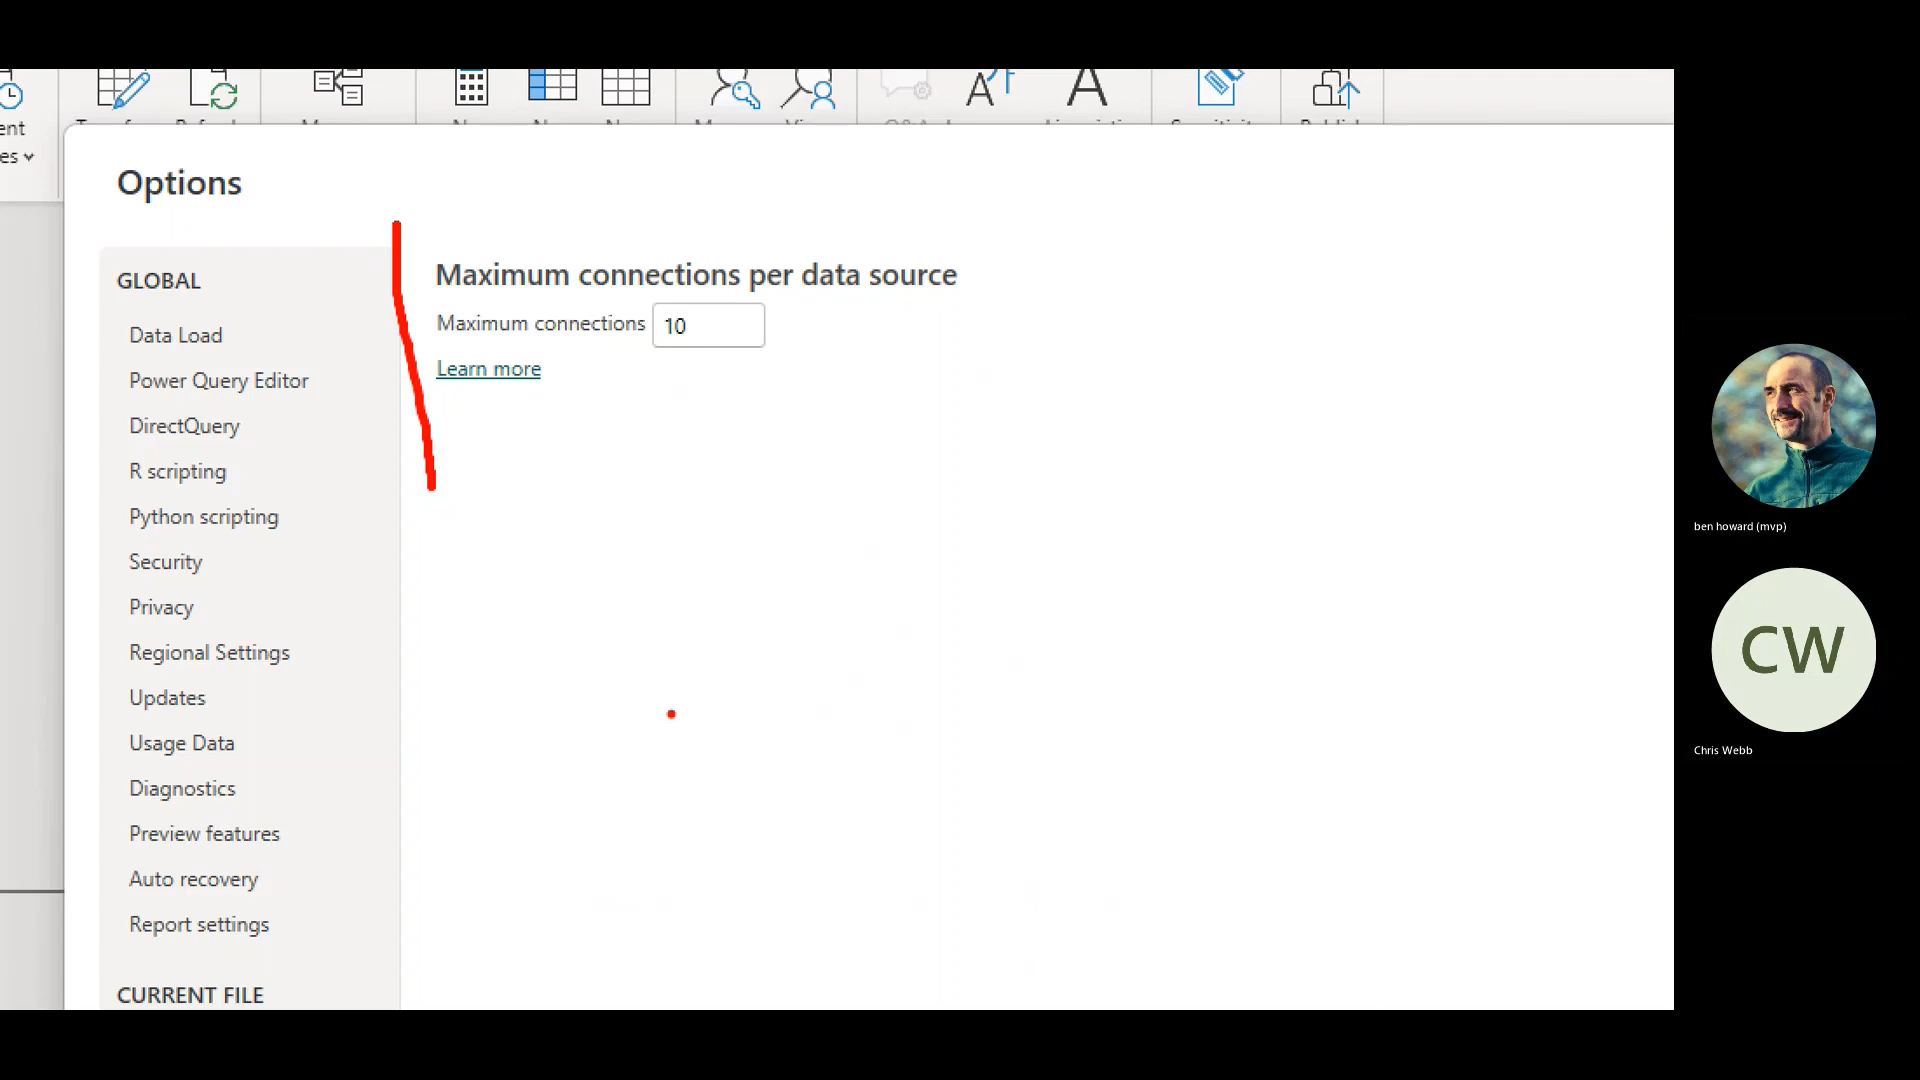 ent
es
Options
GLOBAL
Data Load
Power Query Editor
DirectQuery
R scripting
Python scripting
Security
Privacy
Regional Settings
Updates
Usage Data
Diagnostics
Preview features
Auto recovery
Report settings
CURRENT FILE
Maximum connections per data source
Maximum connections 10
Learn more
ben howard (mvp)
CW
Chris Webb